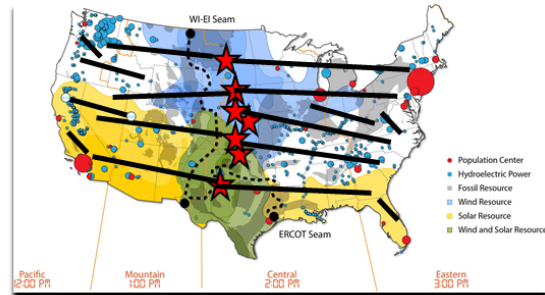 WI-EI Seam
Population Center
Hydroelectric Power
Fossil Resource
Wind Resource
Solar Resource
Wind and Solar Resource
ERCOT Seam
Pacific
12:00 PM
Mountain
1:00 PM
Central
2:00 PM
Eastern
3:00 PM